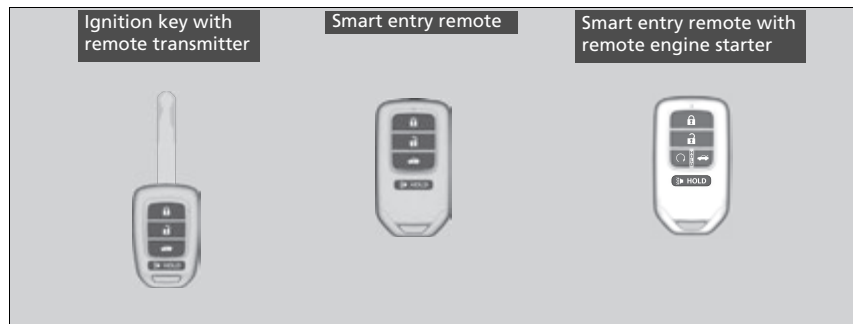 Ignition key with
remote transmitter
Smart entry remote
Smart entry remote with
remote engine starter
HOLD
HOLD
HOLD